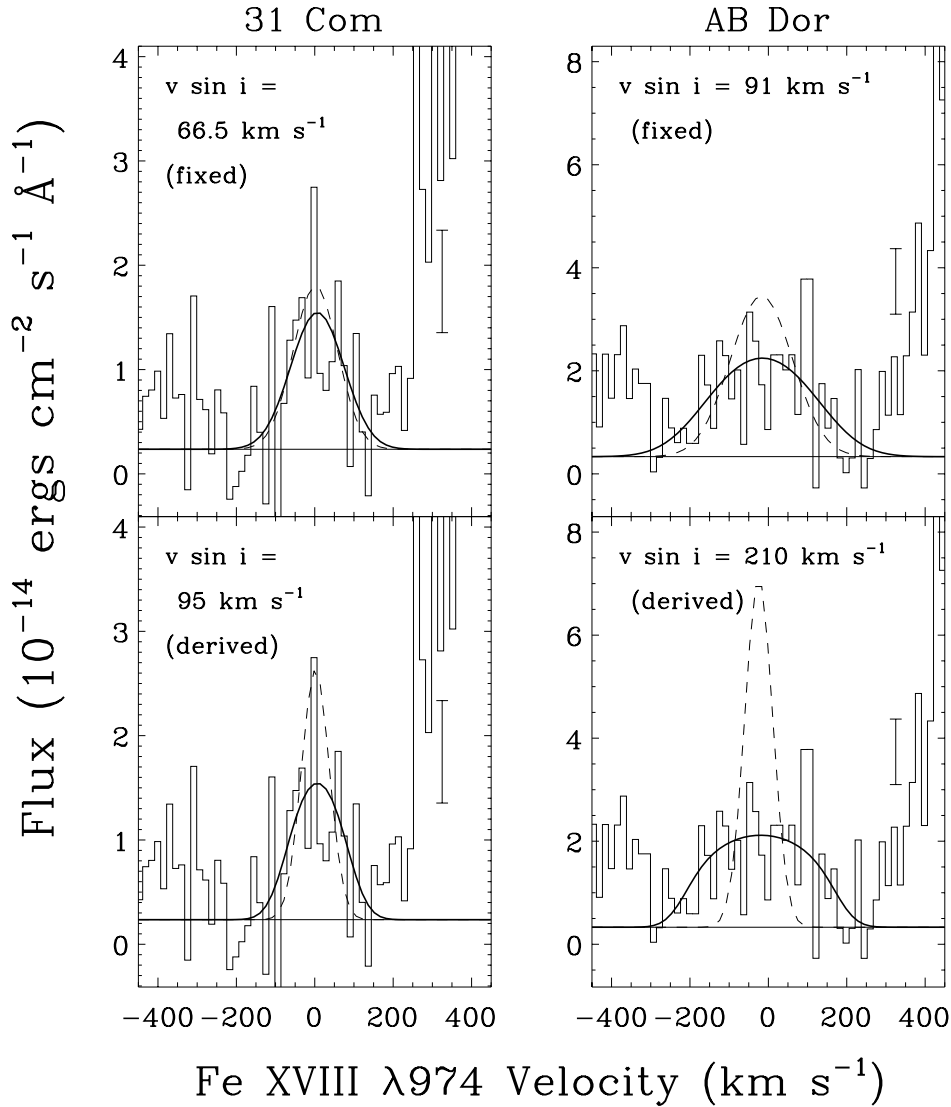 31 Com
AB Dor
v sin i =
66.5 km s⁻¹
(fixed)
v sin i = 91 km s⁻¹
(fixed)
4
3
2
1
0
8
6
4
2
0
v sin i =
95 km s⁻¹
(derived)
v sin i = 210 km s⁻¹
(derived)
4
3
2
1
0
8
6
4
2
0
−400 −200 0 200 400
−400 −200 0 200 400
Flux (10⁻¹⁴ ergs cm⁻² s⁻¹ Å⁻¹)
Fe XVIII λ974 Velocity (km s⁻¹)